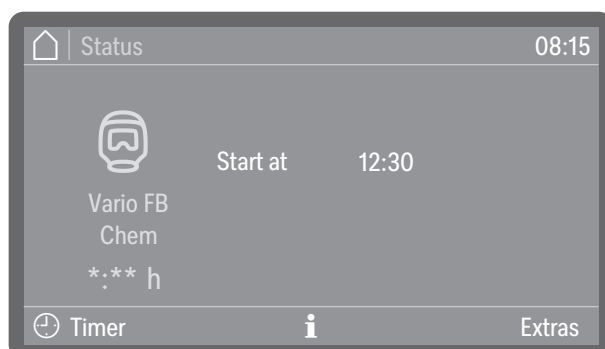 Status 08:15
Start at 12:30
Vario FB
Chem
*:** h
Timer i Extras